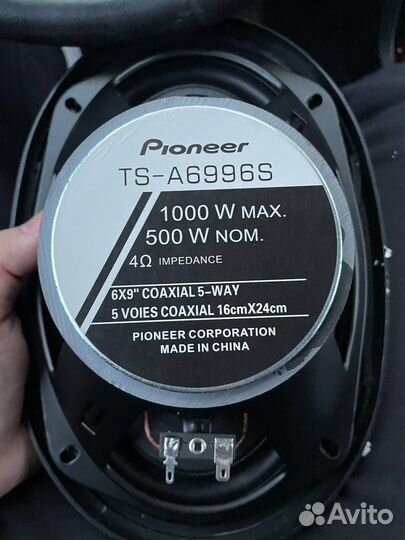 Pioneer
TS-A6996S
1000 W MAX.
500 W NOM.
4Ω IMPEDANCE
6X9" COAXIAL 5-WAY
5 VOIES COAXIAL 16cmX24cm
PIONEER CORPORATION
MADE IN CHINA
Avito